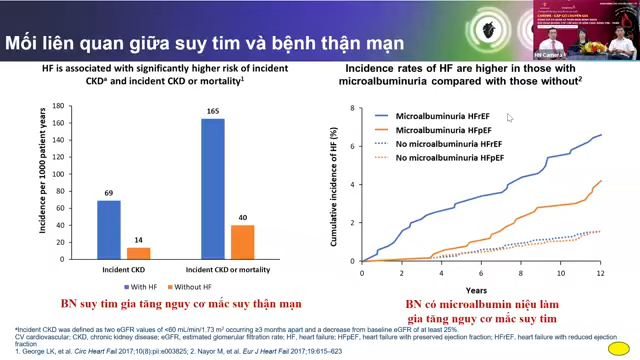 Mối liên quan giữa suy tim và bệnh thận mạn
HN Camera 1
HF is associated with significantly higher risk of incident
CKDᵃ and incident CKD or mortality¹
Incidence per 1000 patient years
180
160
140
120
100
80
60
40
20
0
69
14
165
40
Incident CKD
Incident CKD or mortality
With HF
Without HF
BN suy tim gia tăng nguy cơ mắc suy thận mạn
Incidence rates of HF are higher in those with
microalbuminuria compared with those without²
Cumulative incidence of HF (%)
8
6
4
2
0
Microalbuminuria HFrEF
Microalbuminuria HFpEF
No microalbuminuria HFrEF
No microalbuminuria HFpEF
0 2 4 6 8 10 12
Years
BN có microalbumin niệu làm
gia tăng nguy cơ mắc suy tim
ᵃIncident CKD was defined as two eGFR values of <60 mL/min/1.73 m² occurring ≥3 months apart and a decrease from baseline eGFR of at least 25%.
CV cardiovascular; CKD, chronic kidney disease; eGFR, estimated glomerular filtration rate; HF, heart failure; HFpEF, heart failure with preserved ejection fraction; HFrEF, heart failure with reduced ejection
fraction
1. George LK, et al. Circ Heart Fail 2017;10(8):pii:e003825; 2. Nayor M, et al. Eur J Heart Fail 2017;19:615–623